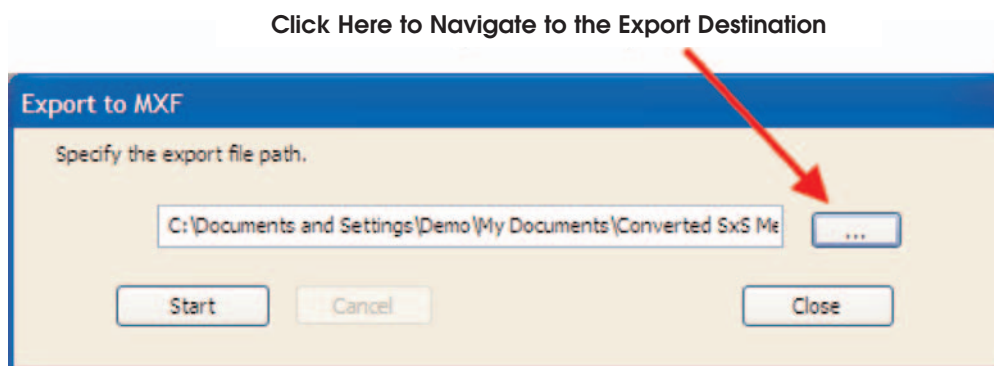 Click Here to Navigate to the Export Destination
Export to MXF
Specify the export file path.
C:\Documents and Settings\Demo\My Documents\Converted SxS Me
...
Start
Cancel
Close